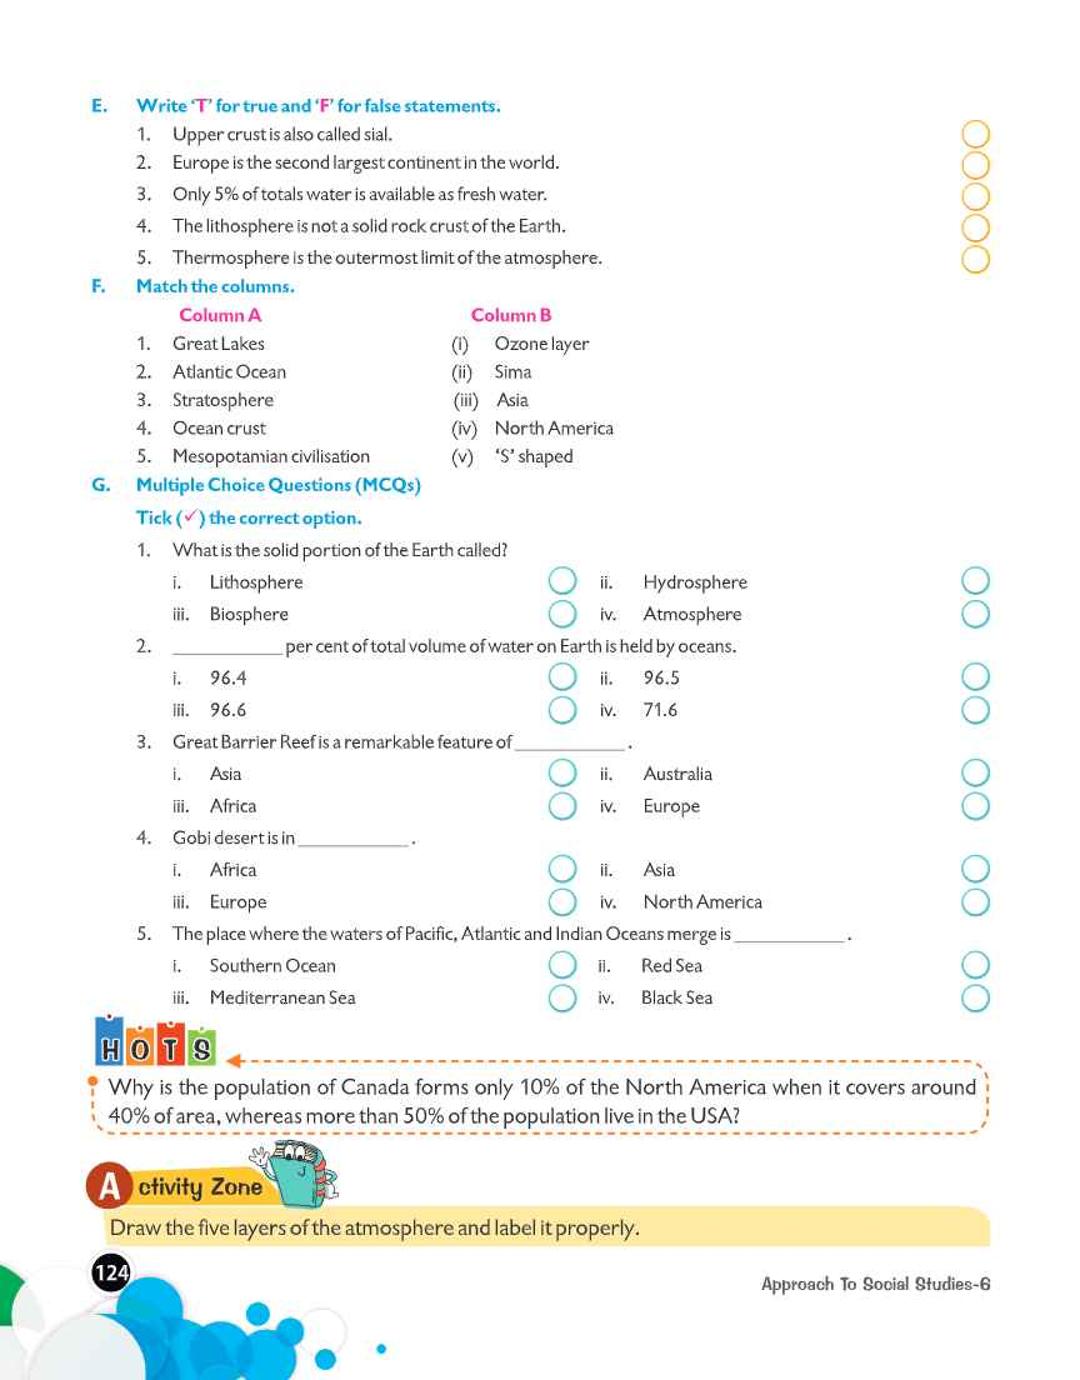 E. Write ‘T’ for true and ‘F’ for false statements.
1. Upper crust is also called sial.
2. Europe is the second largest continent in the world.
3. Only 5% of totals water is available as fresh water.
4. The lithosphere is not a solid rock crust of the Earth.
5. Thermosphere is the outermost limit of the atmosphere.
F. Match the columns.
Column A Column B
1. Great Lakes (i) Ozone layer
2. Atlantic Ocean (ii) Sima
3. Stratosphere (iii) Asia
4. Ocean crust (iv) North America
5. Mesopotamian civilisation (v) ‘S’ shaped
G. Multiple Choice Questions (MCQs)
Tick (✓) the correct option.
1. What is the solid portion of the Earth called?
i. Lithosphere ii. Hydrosphere
iii. Biosphere iv. Atmosphere
2. ____________ per cent of total volume of water on Earth is held by oceans.
i. 96.4 ii. 96.5
iii. 96.6 iv. 71.6
3. Great Barrier Reef is a remarkable feature of ____________ .
i. Asia ii. Australia
iii. Africa iv. Europe
4. Gobi desert is in ____________ .
i. Africa ii. Asia
iii. Europe iv. North America
5. The place where the waters of Pacific, Atlantic and Indian Oceans merge is ____________ .
i. Southern Ocean ii. Red Sea
iii. Mediterranean Sea iv. Black Sea
HOTS
Why is the population of Canada forms only 10% of the North America when it covers around
40% of area, whereas more than 50% of the population live in the USA?
Activity Zone
Draw the five layers of the atmosphere and label it properly.
124
Approach To Social Studies-6